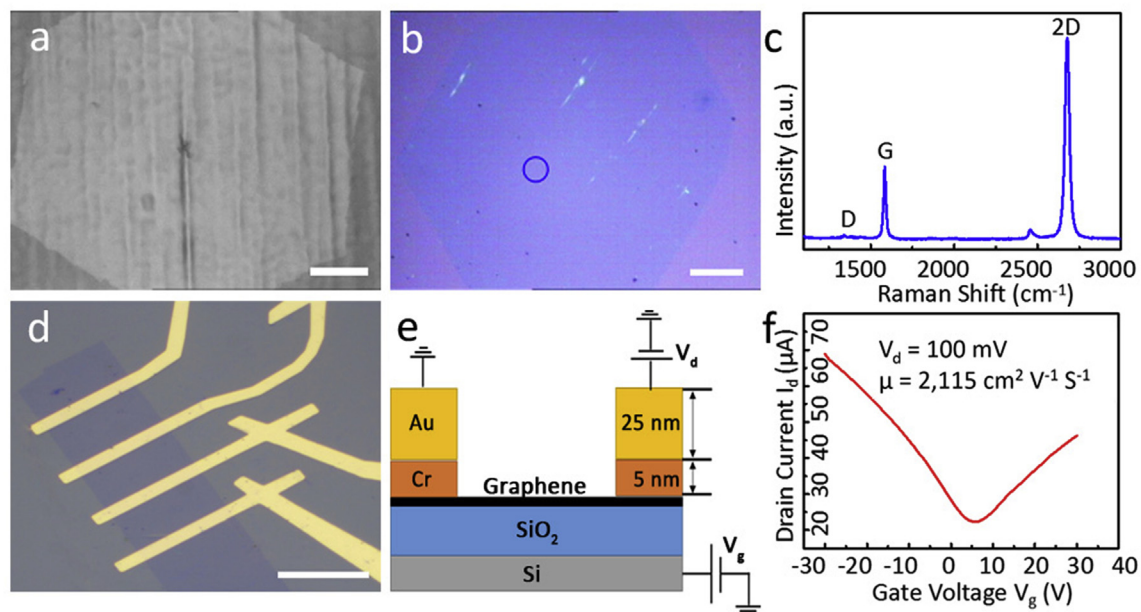 a
b
c
2D
G
D
Intensity (a.u.)
1500 2000 2500 3000
Raman Shift (cm⁻¹)
d
e
V_d
Au
25 nm
Cr
5 nm
Graphene
SiO₂
Si
V_g
f
V_d = 100 mV
μ = 2,115 cm² V⁻¹ S⁻¹
Drain Current I_d (μA)
70
60
50
40
30
20
-30 -20 -10 0 10 20 30 40
Gate Voltage V_g (V)